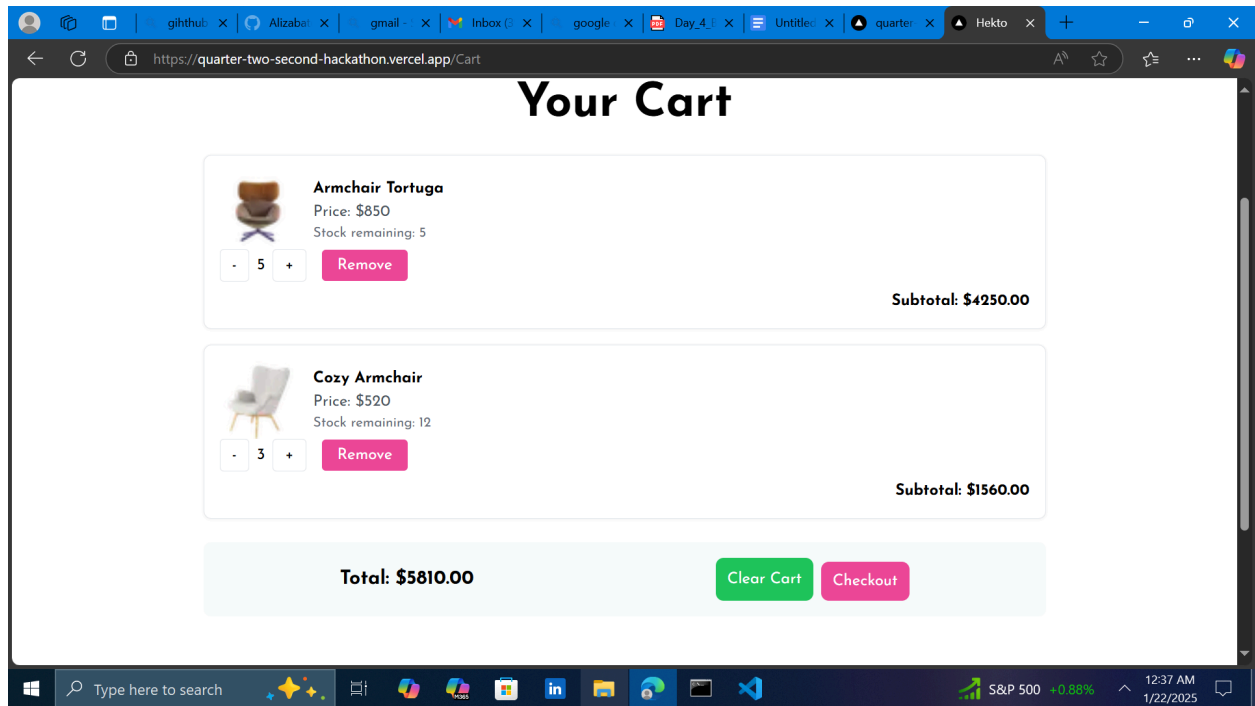 gihthub
Alizabat
gmail -
Inbox (3
google
Day_4_B
Untitled
quarter
Hekto
https://quarter-two-second-hackathon.vercel.app/Cart
Your Cart
Armchair Tortuga
Price: $850
Stock remaining: 5
- 5 + Remove
Subtotal: $4250.00
Cozy Armchair
Price: $520
Stock remaining: 12
- 3 + Remove
Subtotal: $1560.00
Total: $5810.00 Clear Cart Checkout
Type here to search
S&P 500 +0.88%
12:37 AM
1/22/2025